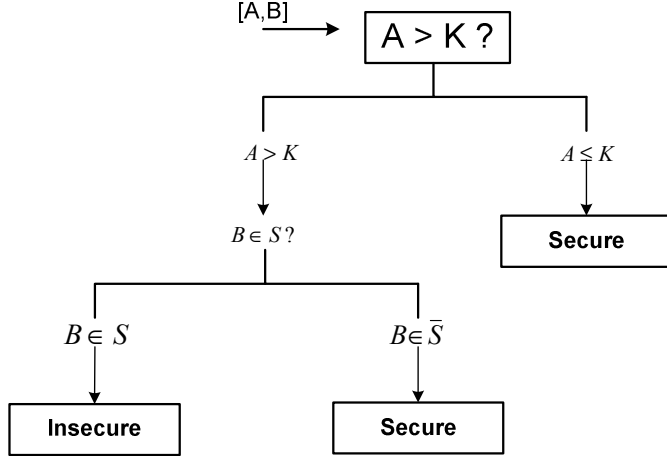 [A,B]
A > K ?
A > K
A ≤ K
B ∈ S ?
Secure
B ∈ S
B ∈ S̄
Insecure
Secure